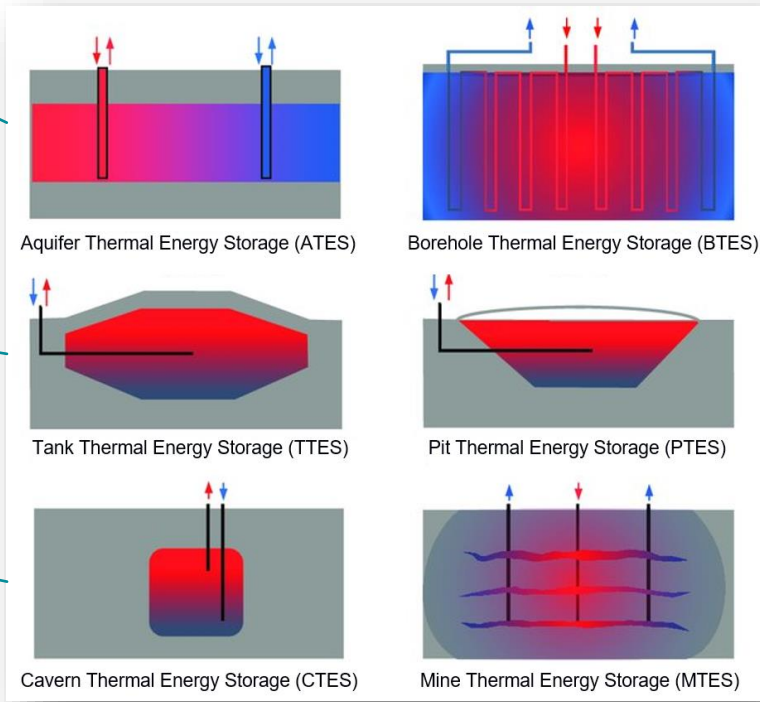 Aquifer Thermal Energy Storage (ATES)
Borehole Thermal Energy Storage (BTES)
Tank Thermal Energy Storage (TTES)
Pit Thermal Energy Storage (PTES)
Cavern Thermal Energy Storage (CTES)
Mine Thermal Energy Storage (MTES)